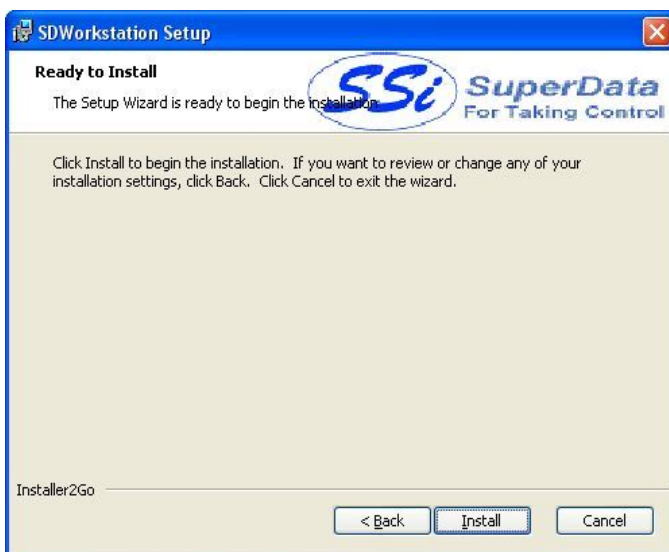 SDWorkstation Setup
Ready to Install
The Setup Wizard is ready to begin the installation.
SSi
SuperData
For Taking Control
Click Install to begin the installation. If you want to review or change any of your
installation settings, click Back. Click Cancel to exit the wizard.
Installer2Go
< Back
Install
Cancel